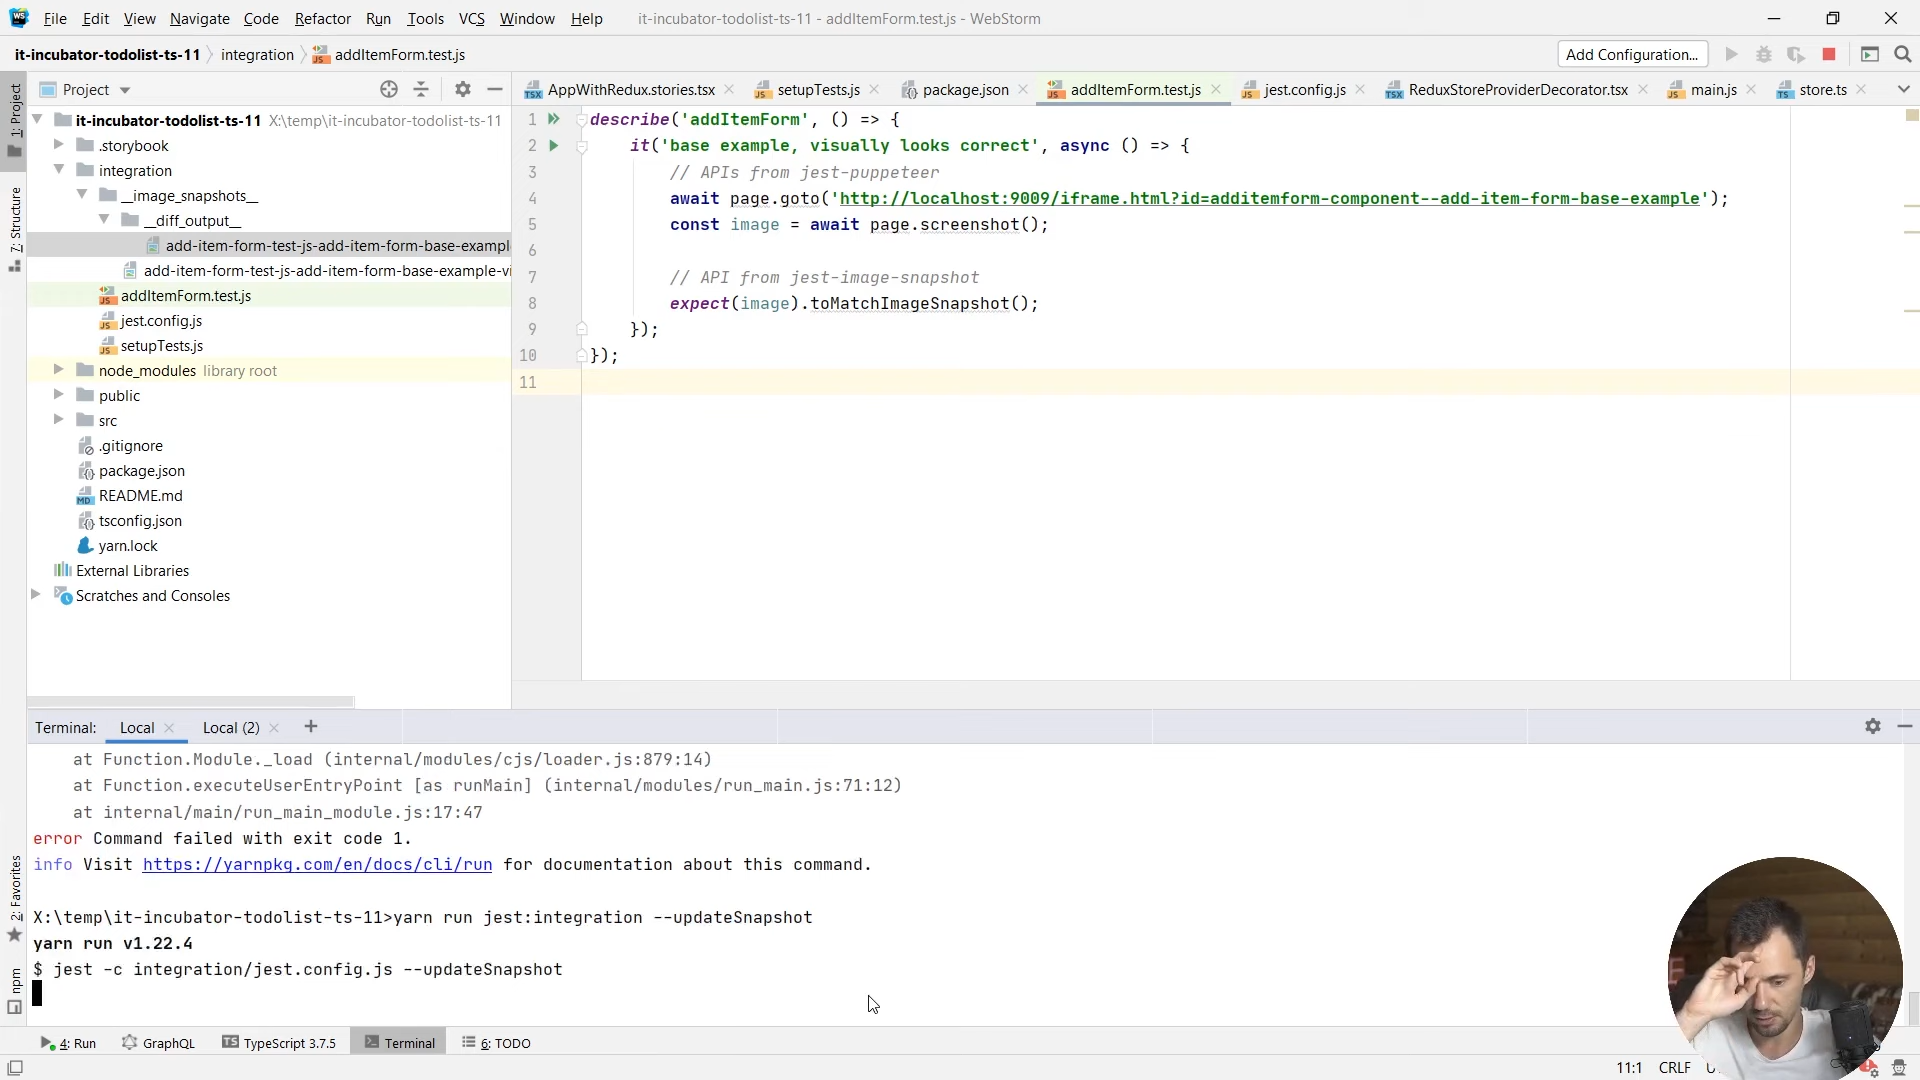 WS File Edit View Navigate Code Refactor Run Tools VCS Window Help it-incubator-todolist-ts-11 - addItemForm.test.js - WebStorm
it-incubator-todolist-ts-11 integration addItemForm.test.js Add Configuration...
Project AppWithRedux.stories.tsx setupTests.js package.json addItemForm.test.js jest.config.js ReduxStoreProviderDecorator.tsx main.js store.ts
1: Project
7: Structure
2: Favorites
npm
it-incubator-todolist-ts-11 X:\temp\it-incubator-todolist-ts-11
.storybook
integration
__image_snapshots__
__diff_output__
add-item-form-test-js-add-item-form-base-exampl
add-item-form-test-js-add-item-form-base-example-vi
addItemForm.test.js
jest.config.js
setupTests.js
node_modules library root
public
src
.gitignore
package.json
README.md
tsconfig.json
yarn.lock
External Libraries
Scratches and Consoles
1 describe('addItemForm', () => {
2 it('base example, visually looks correct', async () => {
3 // APIs from jest-puppeteer
4 await page.goto('http://localhost:9009/iframe.html?id=additemform-component--add-item-form-base-example');
5 const image = await page.screenshot();
6
7 // API from jest-image-snapshot
8 expect(image).toMatchImageSnapshot();
9 });
10 });
11
Terminal: Local Local (2) +
at Function.Module._load (internal/modules/cjs/loader.js:879:14)
at Function.executeUserEntryPoint [as runMain] (internal/modules/run_main.js:71:12)
at internal/main/run_main_module.js:17:47
error Command failed with exit code 1.
info Visit https://yarnpkg.com/en/docs/cli/run for documentation about this command.
X:\temp\it-incubator-todolist-ts-11>yarn run jest:integration --updateSnapshot
yarn run v1.22.4
$ jest -c integration/jest.config.js --updateSnapshot
4: Run GraphQL TypeScript 3.7.5 Terminal 6: TODO
11:1 CRLF